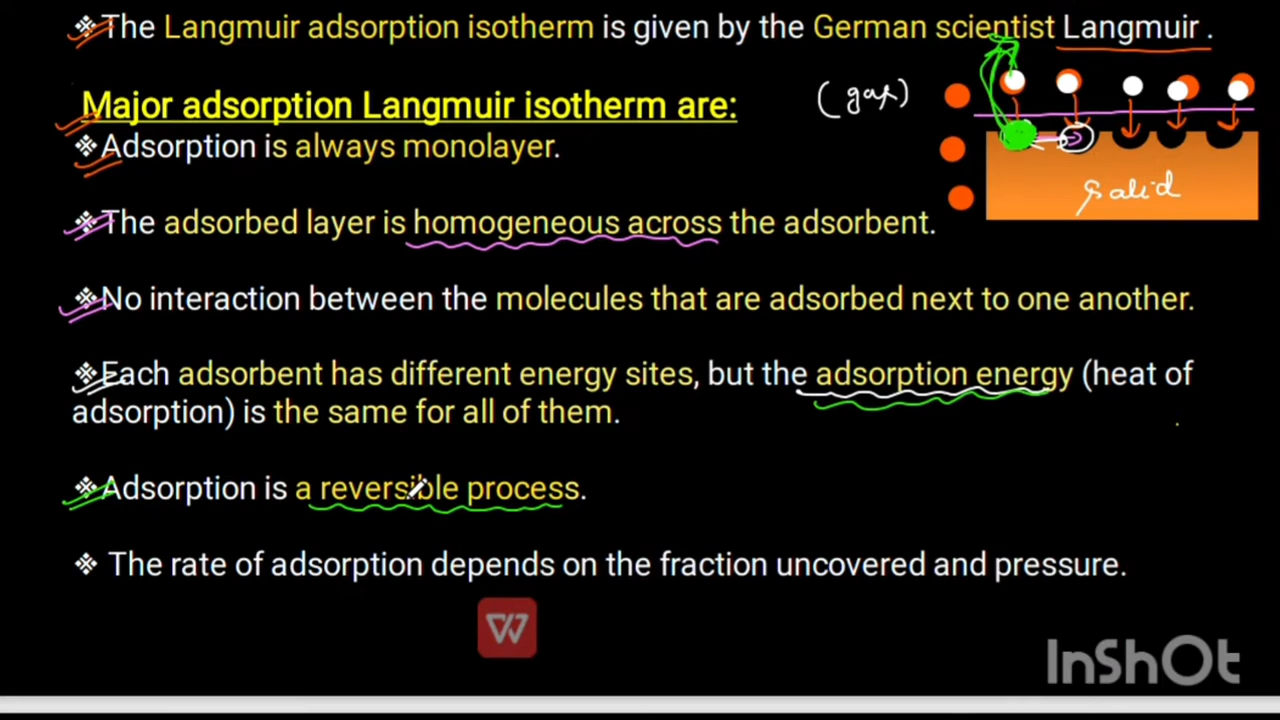 ❖The Langmuir adsorption isotherm is given by the German scientist Langmuir .
Major adsorption Langmuir isotherm are:
(gas)
❖Adsorption is always monolayer.
Solid
❖The adsorbed layer is homogeneous across the adsorbent.
❖No interaction between the molecules that are adsorbed next to one another.
❖Each adsorbent has different energy sites, but the adsorption energy (heat of
adsorption) is the same for all of them.
❖Adsorption is a reversible process.
❖ The rate of adsorption depends on the fraction uncovered and pressure.
W
InShOt